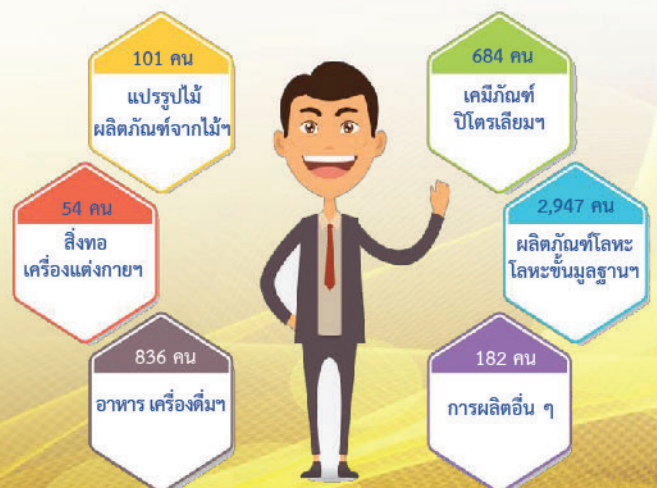 101 คน
แปรรูปไม้
ผลิตภัณฑ์จากไม้ฯ
684 คน
เคมีภัณฑ์
ปิโตรเลียมฯ
54 คน
สิ่งทอ
เครื่องแต่งกายฯ
2,947 คน
ผลิตภัณฑ์โลหะ
โลหะขั้นมูลฐานฯ
836 คน
อาหาร เครื่องดื่มฯ
182 คน
การผลิตอื่น ๆ